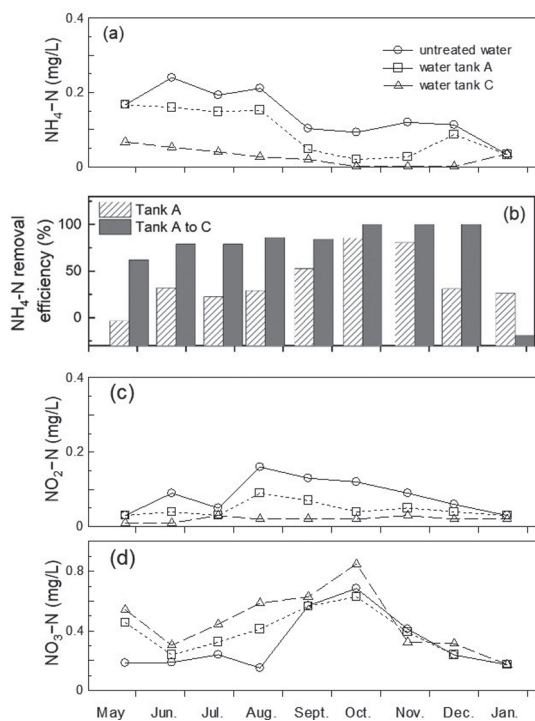 0.4
(a)
untreated water
water tank A
water tank C
0.2
0
NH4−N (mg/L)
Tank A
Tank A to C
(b)
100
50
0
NH4-N removal
efficiency (%)
0.4
(c)
0.2
0
NO2−N (mg/L)
(d)
0.8
0.4
0
NO3−N (mg/L)
May Jun. Jul. Aug. Sept. Oct. Nov. Dec. Jan.